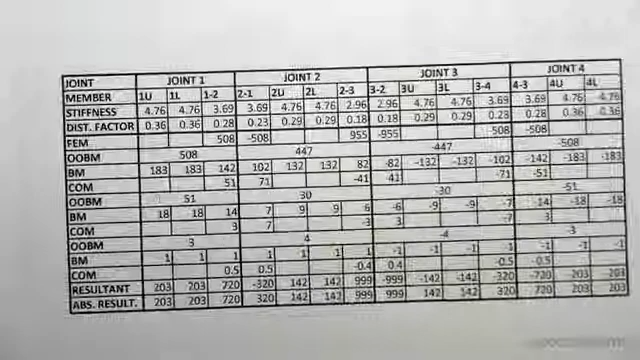 JOINT JOINT 1 JOINT 2 JOINT 3 JOINT 4
MEMBER 1U 1L 1-2 2-1 2U 2L 2-3 3-2 3U 3L 3-4 4-3 4U 4L
STIFFNESS 4.76 4.76 3.69 3.69 4.76 4.76 2.96 2.96 4.76 4.76 3.69 3.69 4.76 4.76
DIST. FACTOR 0.36 0.36 0.28 0.23 0.29 0.29 0.18 0.18 0.29 0.29 0.23 0.28 0.36 0.36
FEM 508 -508 955 -955 508 -508
OOBM 508 447 -447 -508
BM 183 183 142 102 132 132 82 -82 -132 -132 -102 -142 -183 -183
COM 51 71 -41 41 -71 -51
OOBM 51 30 -30 -51
BM 18 18 14 7 9 9 6 -6 -9 -9 -7 -14 -18 -18
COM 3 7 -3 3 -7 3
OOBM 3 4 -4 -3
BM 1 1 1 1 1 1 1 -1 -1 -1 1 -1 -1 -1
COM 0.5 0.5 -0.4 0.4 -0.5 -0.5
RESULTANT 203 203 720 -320 142 142 999 -999 -142 -142 -320 -720 203 203
ABS. RESULT. 203 203 720 320 142 142 999 999 142 142 320 720 203 203